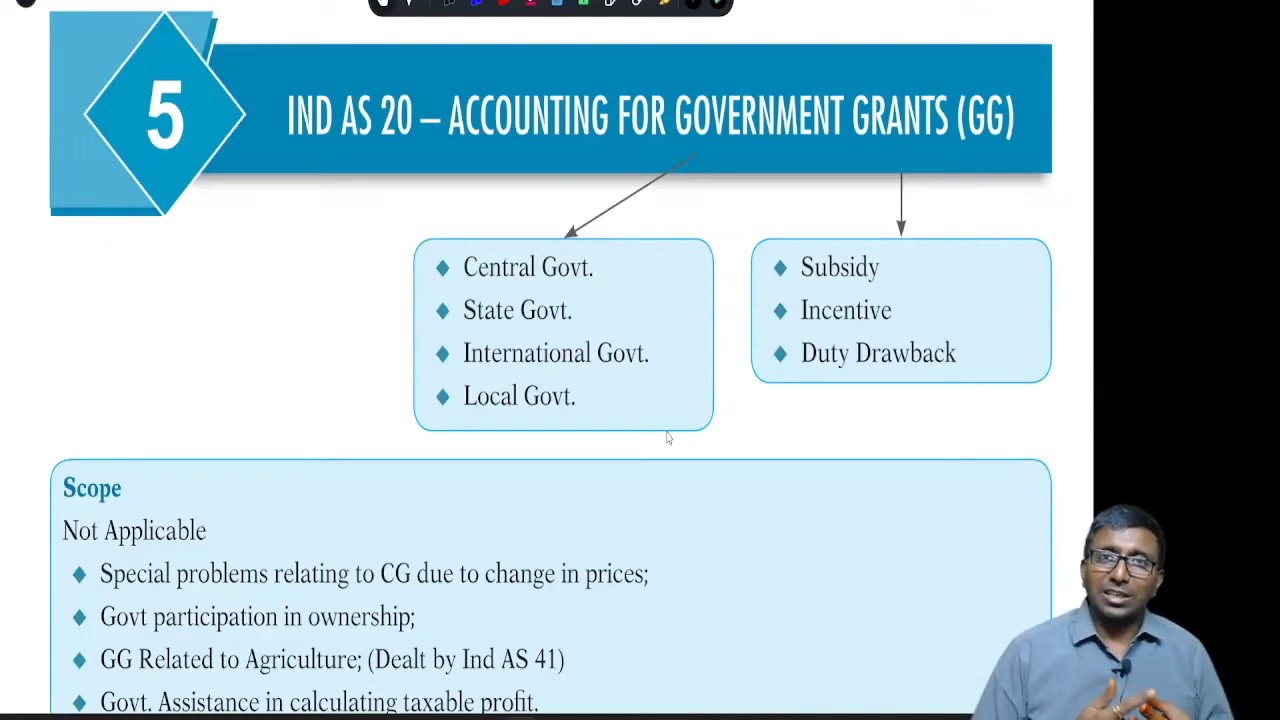 5
IND AS 20 – ACCOUNTING FOR GOVERNMENT GRANTS (GG)
Central Govt.
State Govt.
International Govt.
Local Govt.
Subsidy
Incentive
Duty Drawback
Scope
Not Applicable
Special problems relating to CG due to change in prices;
Govt participation in ownership;
GG Related to Agriculture; (Dealt by Ind AS 41)
Govt. Assistance in calculating taxable profit.